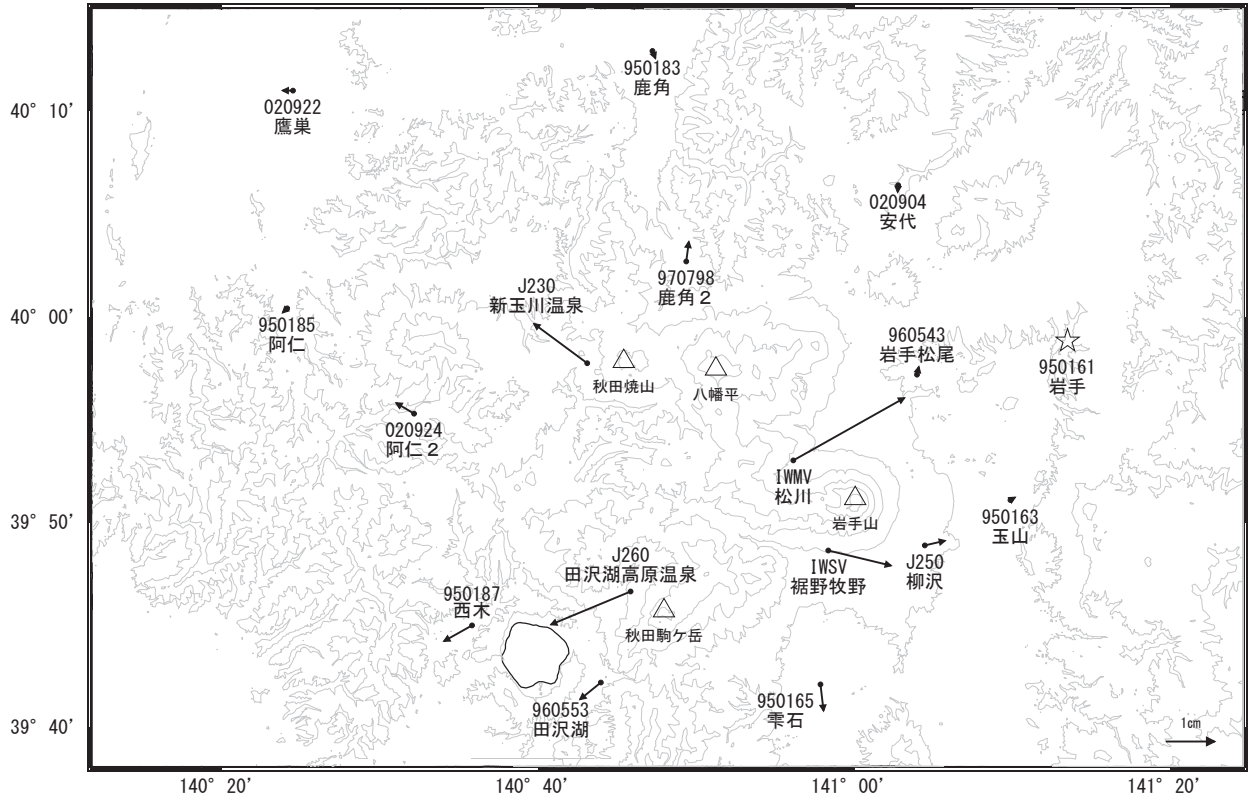 950183
鹿角
020922
鷹巣
40° 10'
020904
安代
970798
鹿角２
J230
新玉川温泉
40° 00'
950185
阿仁
960543
岩手松尾
950161
岩手
秋田焼山
八幡平
020924
阿仁２
IWMV
松川
39° 50'
岩手山
950163
玉山
J260
田沢湖高原温泉
IWSV
裾野牧野
J250
柳沢
950187
西木
秋田駒ケ岳
950165
雫石
960553
田沢湖
39° 40'
1cm
140° 20'
140° 40'
141° 00'
141° 20'